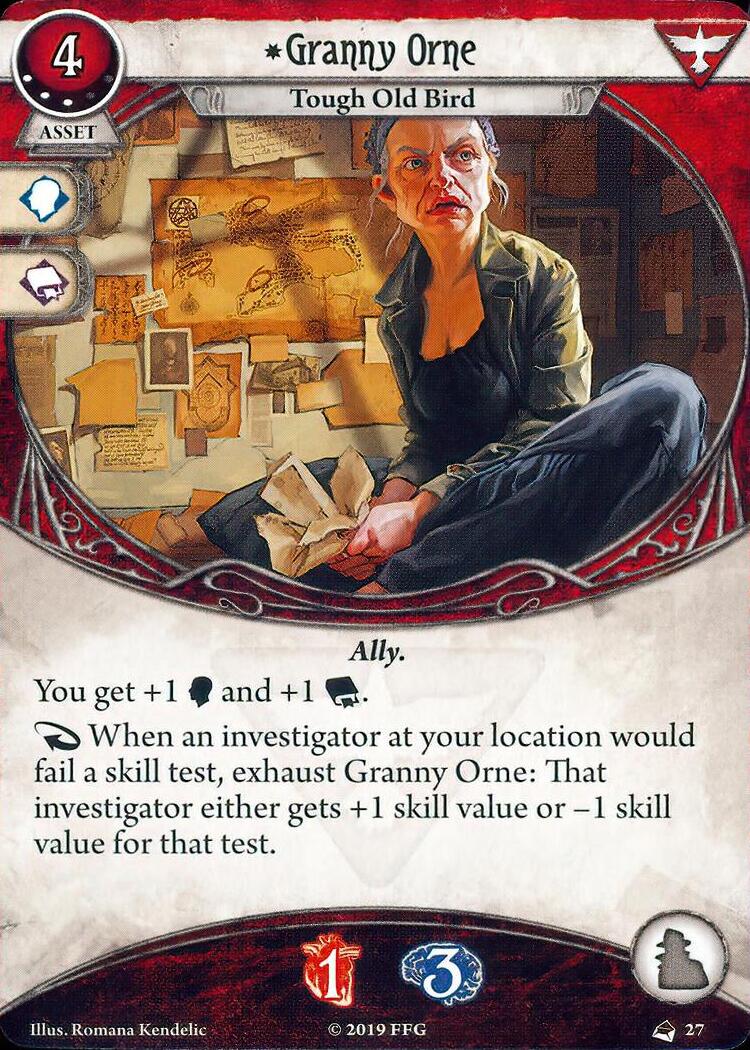 4
Granny Orne
Tough Old Bird
ASSET
Ally.
You get +1 and +1 .
When an investigator at your location would
fail a skill test, exhaust Granny Orne: That
investigator either gets +1 skill value or –1 skill
value for that test.
1 3
Illus. Romana Kendelic © 2019 FFG 27